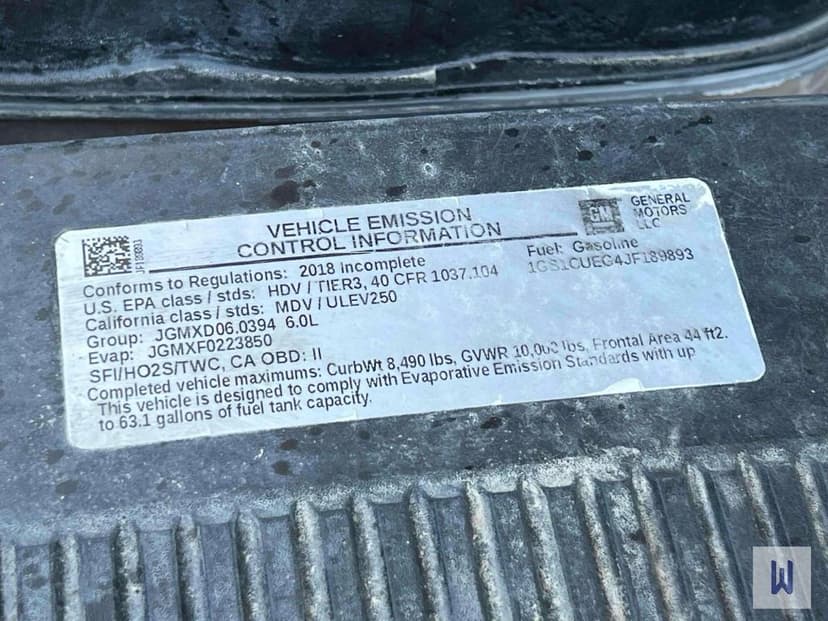 VEHICLE EMISSION
CONTROL INFORMATION
GM
GENERAL
MOTORS
LLC
JF189893
Conforms to Regulations: 2018 incomplete
Fuel: Gasoline
U.S. EPA class / stds: HDV / TIER3, 40 CFR 1037.104
1GS1CUEG4JF189893
California class / stds: MDV / ULEV250
Group: JGMXD06.0394 6.0L
Evap: JGMXF0223850
SFI/HO2S/TWC, CA OBD: II
Completed vehicle maximums: CurbWt 8,490 lbs, GVWR 10,000 lbs, Frontal Area 44 ft2.
This vehicle is designed to comply with Evaporative Emission Standards with up
to 63.1 gallons of fuel tank capacity.
W